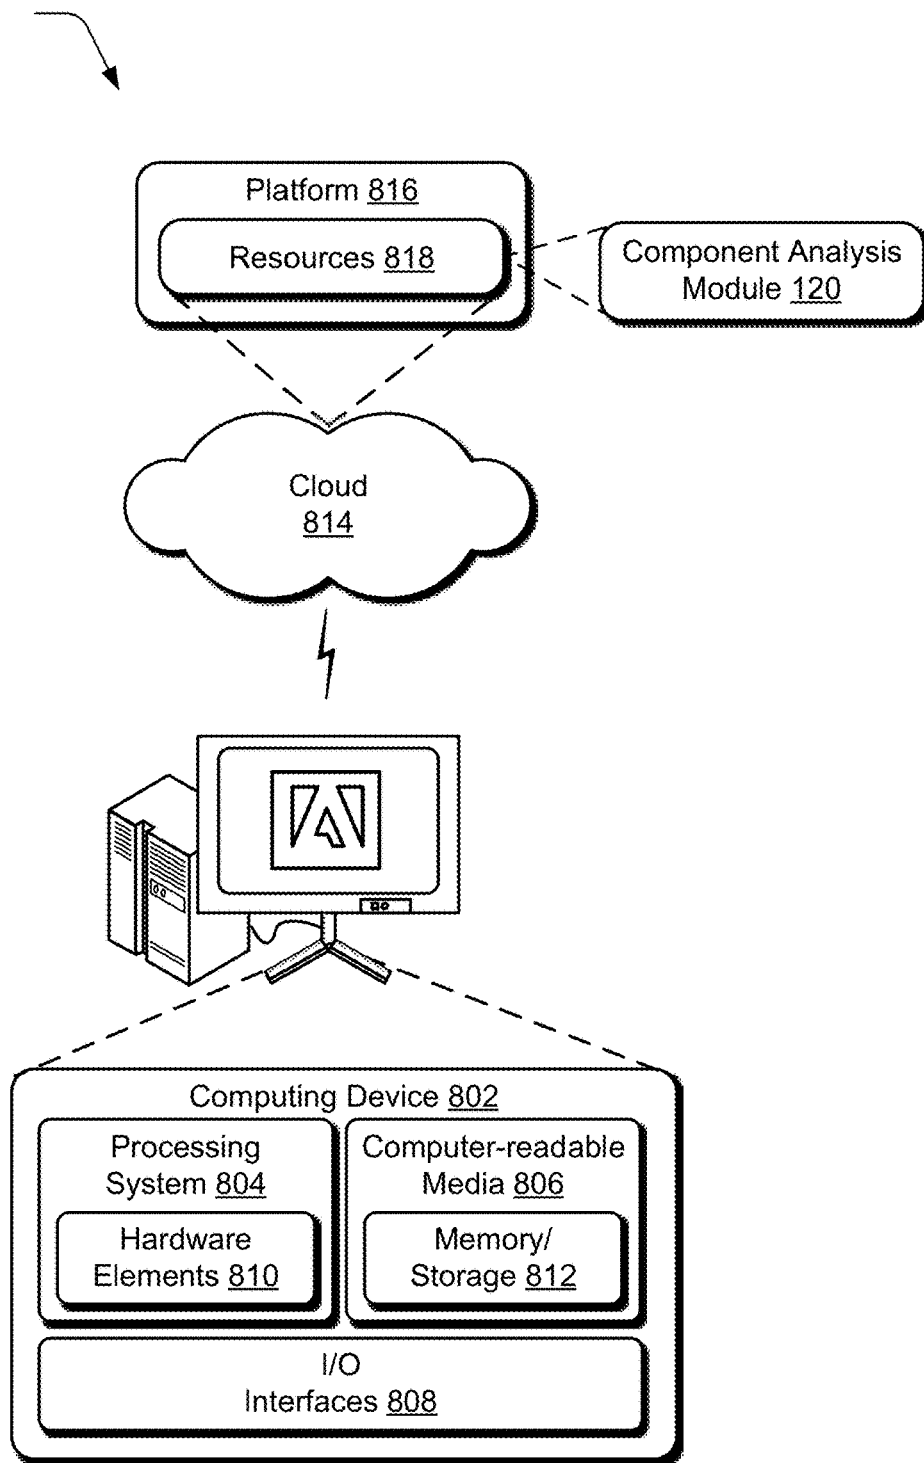 Platform 816
Resources 818
Component Analysis
Module 120
Cloud
814
Computing Device 802
Processing
System 804
Computer-readable
Media 806
Hardware
Elements 810
Memory/
Storage 812
I/O
Interfaces 808